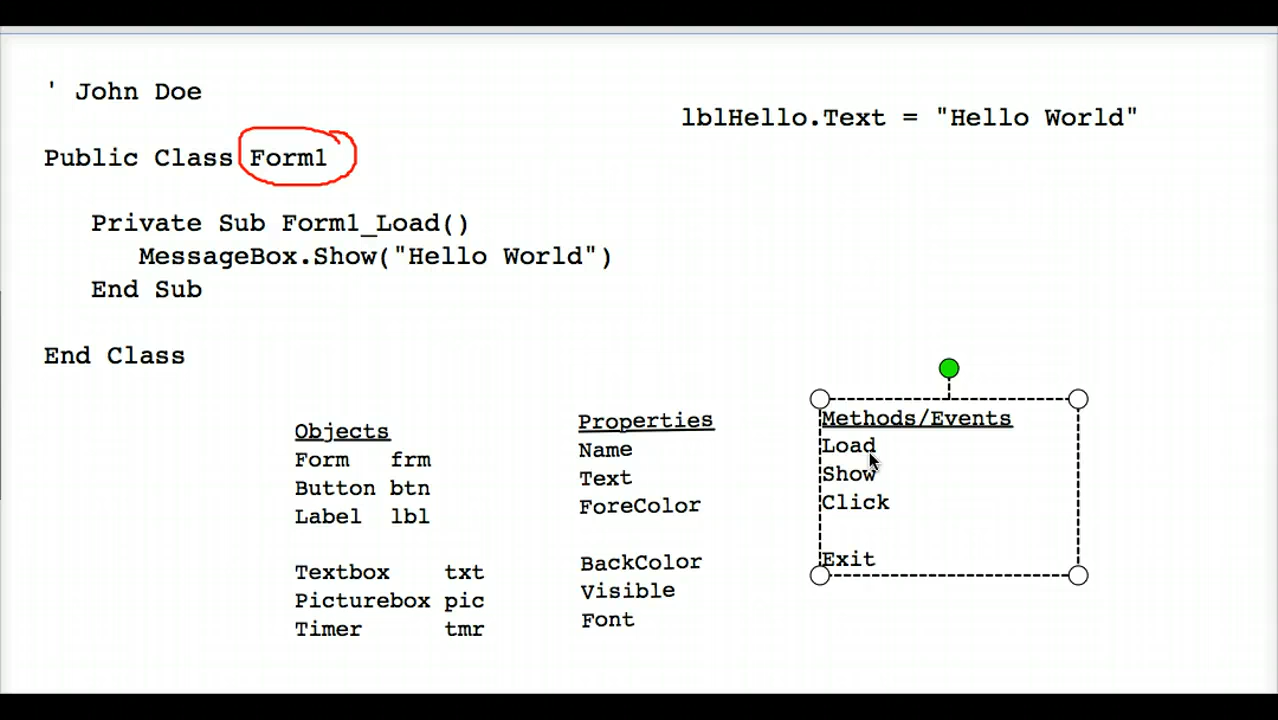 ' John Doe
lblHello.Text = "Hello World"
Public Class Form1
Private Sub Form1_Load()
MessageBox.Show("Hello World")
End Sub
End Class
Objects
Form frm
Button btn
Label lbl
Textbox txt
Picturebox pic
Timer tmr
Properties
Name
Text
ForeColor
BackColor
Visible
Font
Methods/Events
Load
Show
Click
Exit